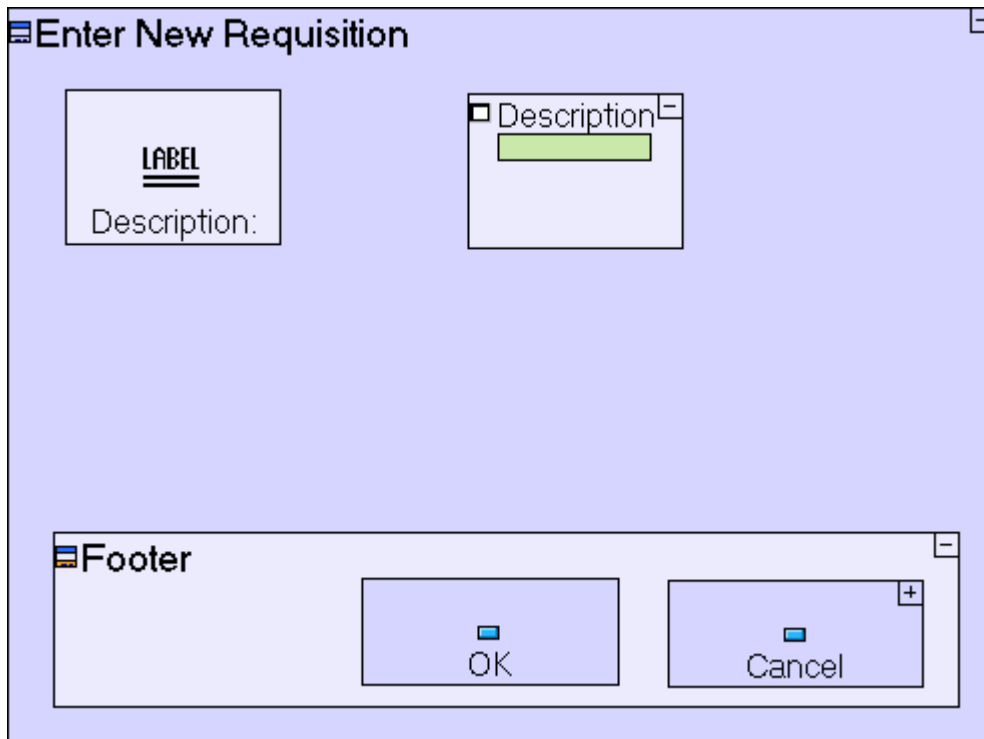 Enter New Requisition
Description
LABEL
Description:
Footer
OK
Cancel